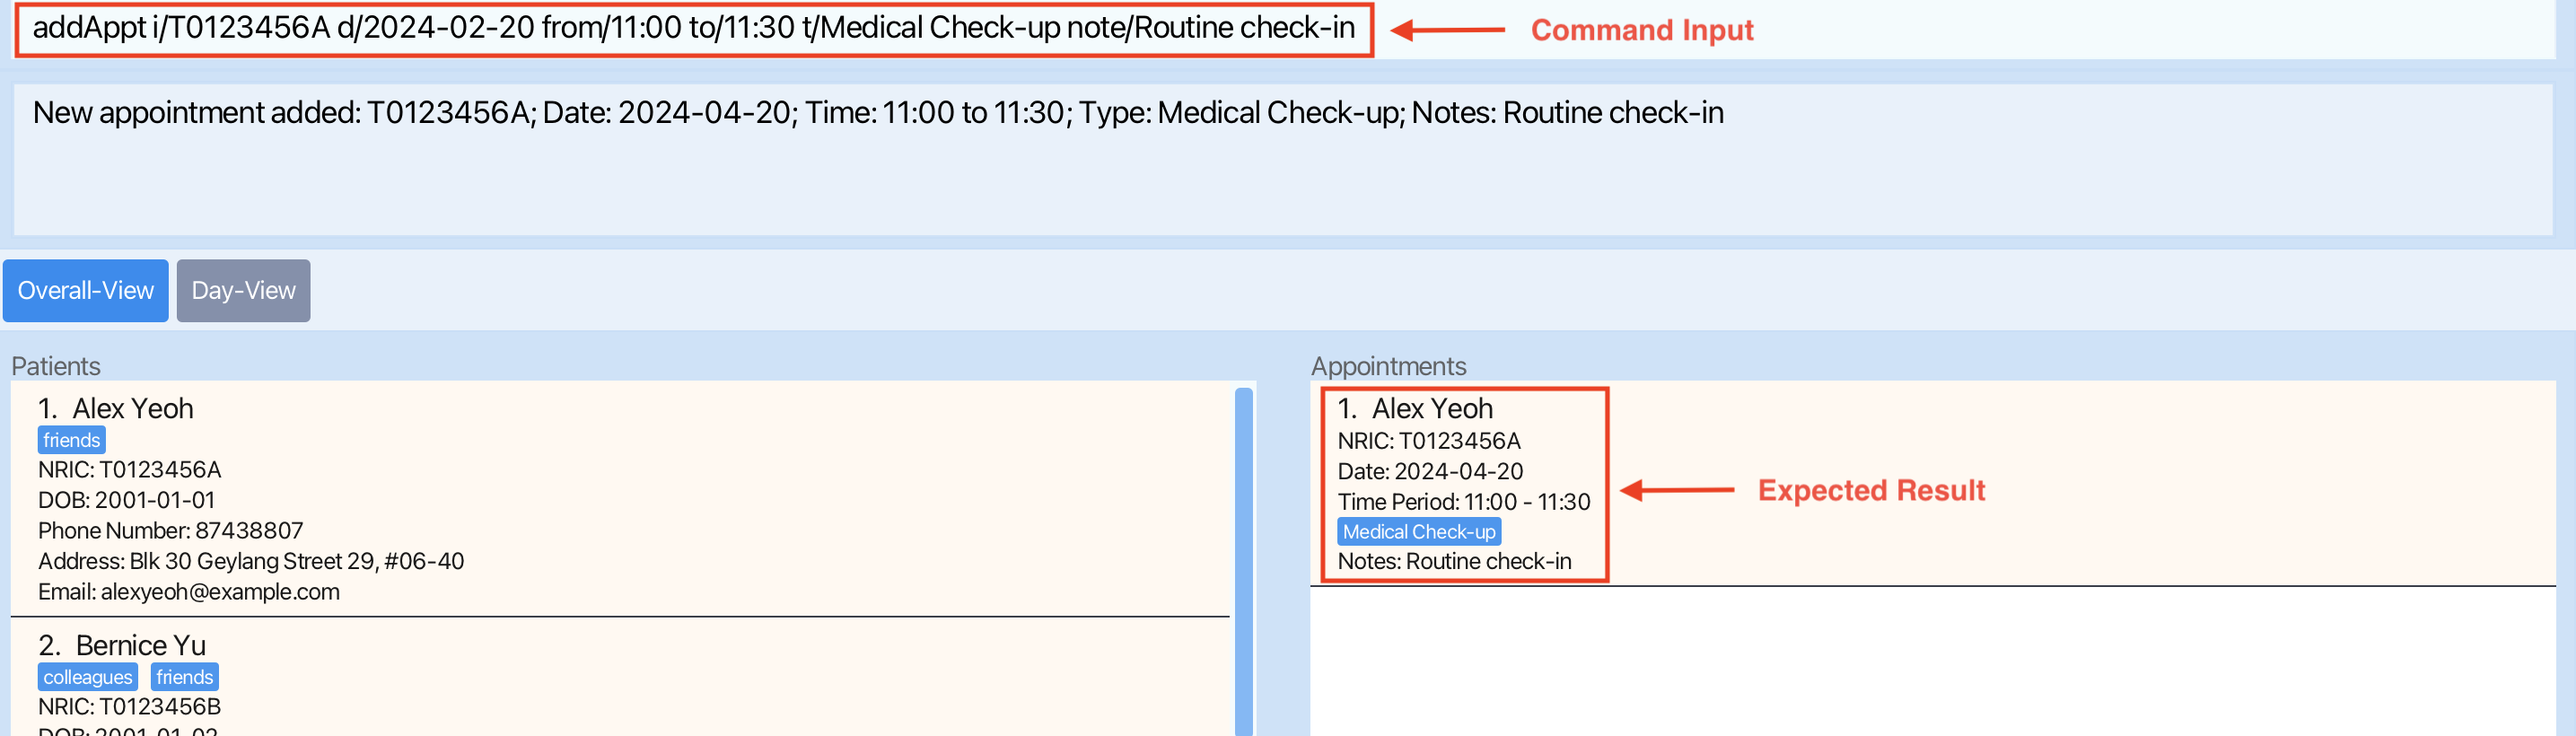 addAppt i/T0123456A d/2024-02-20 from/11:00 to/11:30 t/Medical Check-up note/Routine check-in
Command Input
New appointment added: T0123456A; Date: 2024-04-20; Time: 11:00 to 11:30; Type: Medical Check-up; Notes: Routine check-in
Overall-View
Day-View
Patients
1. Alex Yeoh
friends
NRIC: T0123456A
DOB: 2001-01-01
Phone Number: 87438807
Address: Blk 30 Geylang Street 29, #06-40
Email: alexyeoh@example.com
2. Bernice Yu
colleagues friends
NRIC: T0123456B
DOB: 2001-01-02
Appointments
1. Alex Yeoh
NRIC: T0123456A
Date: 2024-04-20
Time Period: 11:00 - 11:30
Medical Check-up
Notes: Routine check-in
Expected Result